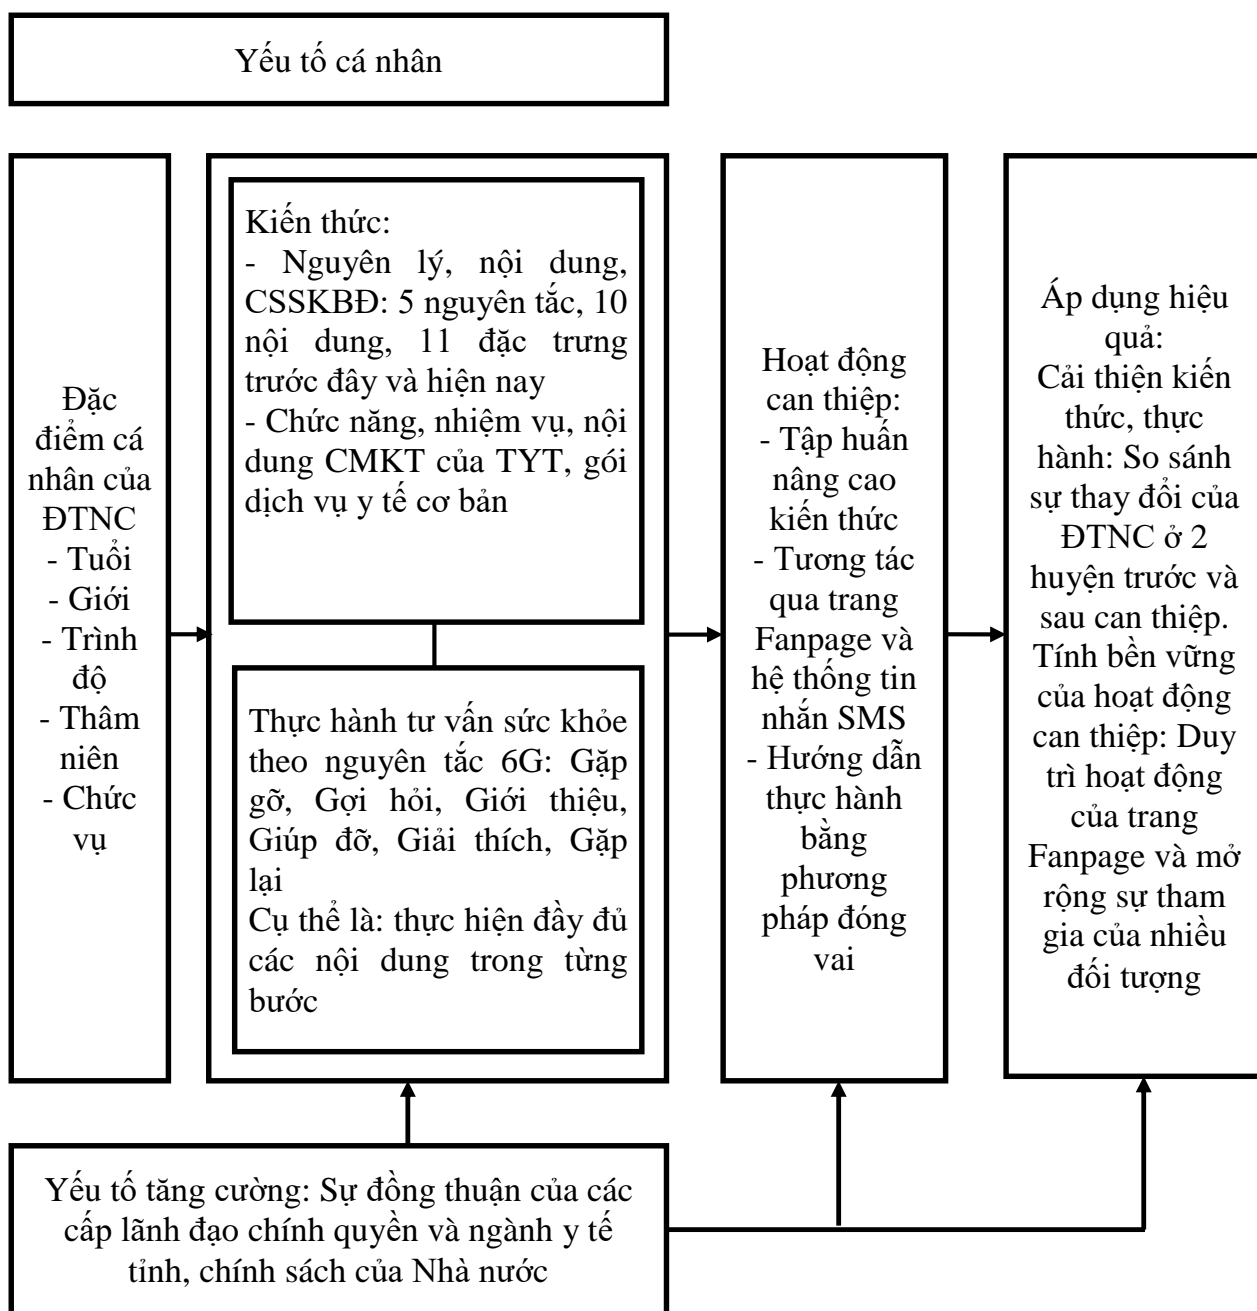 Yếu tố cá nhân
Đặc
điểm cá
nhân của
ĐTNC
- Tuổi
- Giới
- Trình
độ
- Thâm
niên
- Chức
vụ
Kiến thức:
- Nguyên lý, nội dung,
CSSKBĐ: 5 nguyên tắc, 10
nội dung, 11 đặc trưng
trước đây và hiện nay
- Chức năng, nhiệm vụ, nội
dung CMKT của TYT, gói
dịch vụ y tế cơ bản
Thực hành tư vấn sức khỏe
theo nguyên tắc 6G: Gặp
gỡ, Gợi hỏi, Giới thiệu,
Giúp đỡ, Giải thích, Gặp
lại
Cụ thể là: thực hiện đầy đủ
các nội dung trong từng
bước
Hoạt động
can thiệp:
- Tập huấn
nâng cao
kiến thức
- Tương tác
qua trang
Fanpage và
hệ thống tin
nhắn SMS
- Hướng dẫn
thực hành
bằng
phương
pháp đóng
vai
Áp dụng hiệu
quả:
Cải thiện kiến
thức, thực
hành: So sánh
sự thay đổi của
ĐTNC ở 2
huyện trước và
sau can thiệp.
Tính bền vững
của hoạt động
can thiệp: Duy
trì hoạt động
của trang
Fanpage và mở
rộng sự tham
gia của nhiều
đối tượng
Yếu tố tăng cường: Sự đồng thuận của các
cấp lãnh đạo chính quyền và ngành y tế
tỉnh, chính sách của Nhà nước